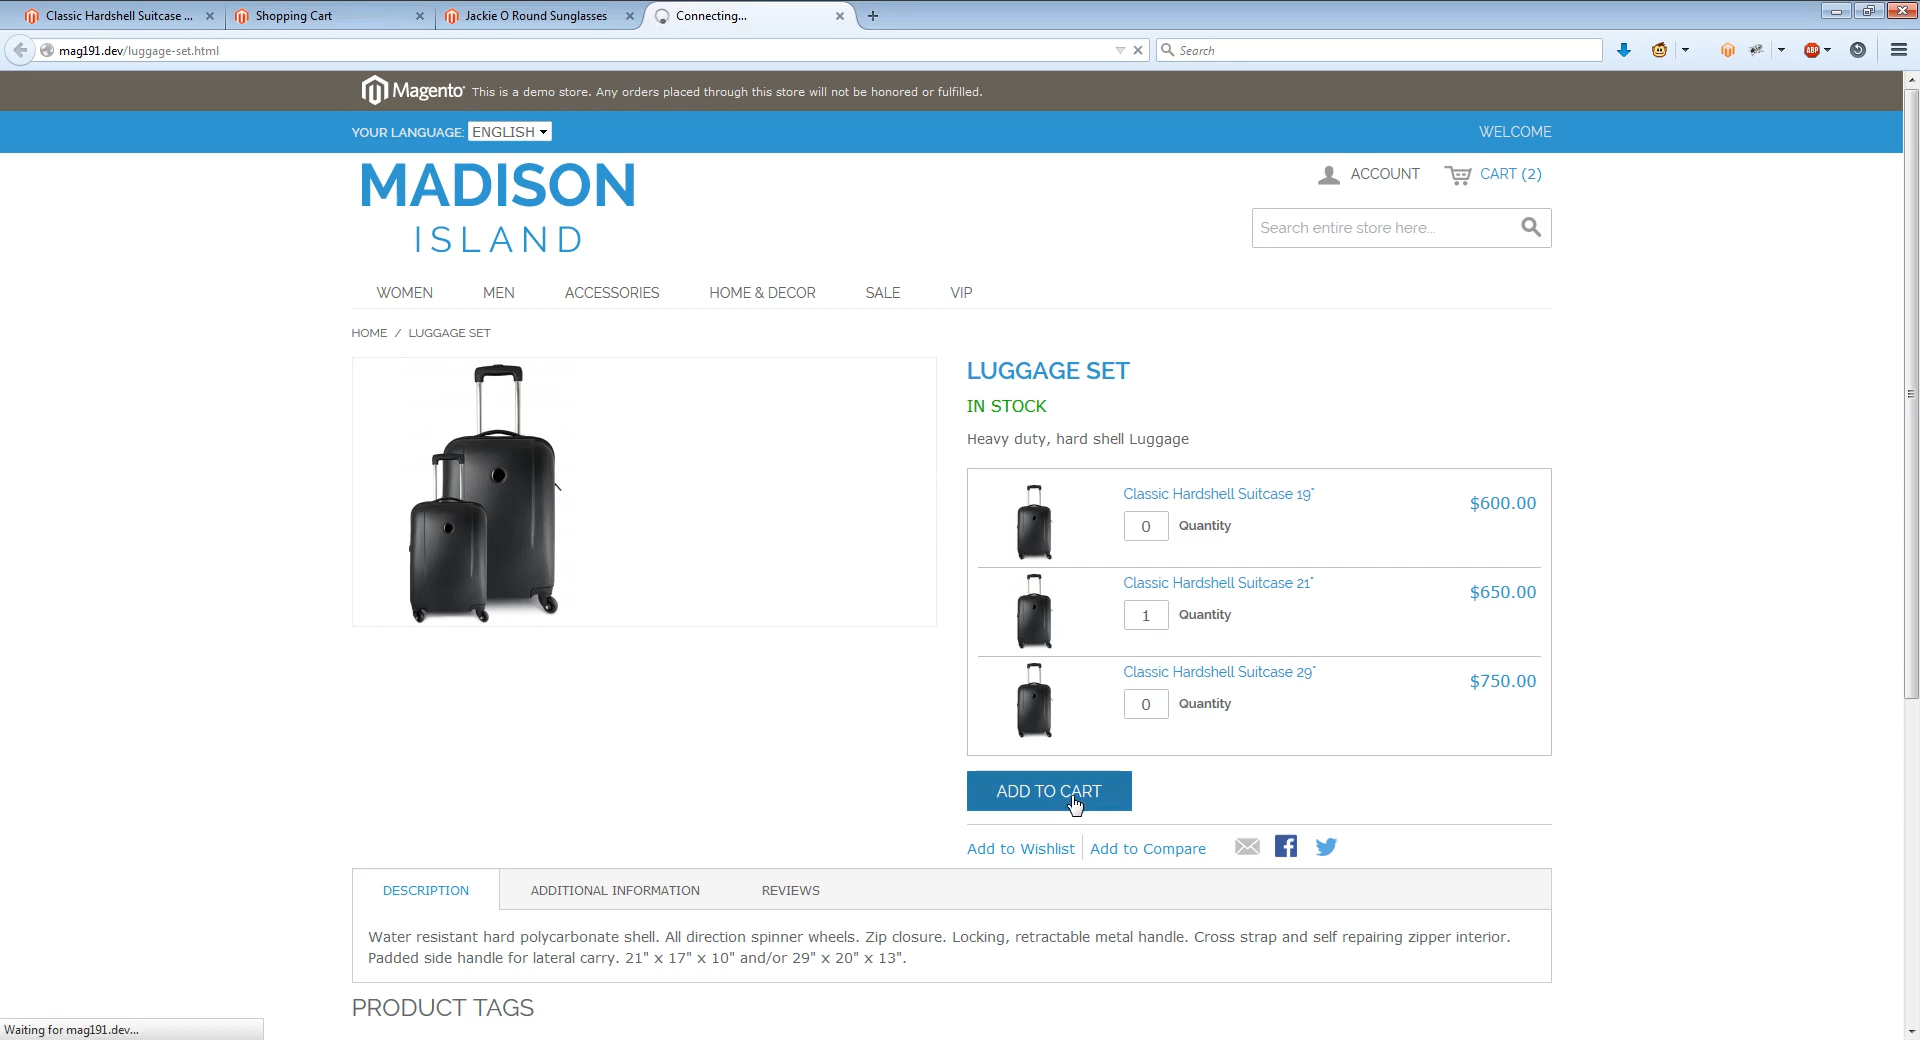 Classic Hardshell Suitcase ...
Shopping Cart
Jackie O Round Sunglasses
Connecting...
mag191.dev/luggage-set.html
Search
ABP
Magento This is a demo store. Any orders placed through this store will not be honored or fulfilled.
YOUR LANGUAGE: ENGLISH
WELCOME
MADISON
ISLAND
ACCOUNT
CART (2)
Search entire store here...
WOMEN
MEN
ACCESSORIES
HOME & DECOR
SALE
VIP
HOME / LUGGAGE SET
LUGGAGE SET
IN STOCK
Heavy duty, hard shell Luggage
Classic Hardshell Suitcase 19"
$600.00
0 Quantity
Classic Hardshell Suitcase 21"
$650.00
1 Quantity
Classic Hardshell Suitcase 29"
$750.00
0 Quantity
ADD TO CART
Add to Wishlist
Add to Compare
DESCRIPTION
ADDITIONAL INFORMATION
REVIEWS
Water resistant hard polycarbonate shell. All direction spinner wheels. Zip closure. Locking, retractable metal handle. Cross strap and self repairing zipper interior.
Padded side handle for lateral carry. 21" x 17" x 10" and/or 29" x 20" x 13".
PRODUCT TAGS
Waiting for mag191.dev...